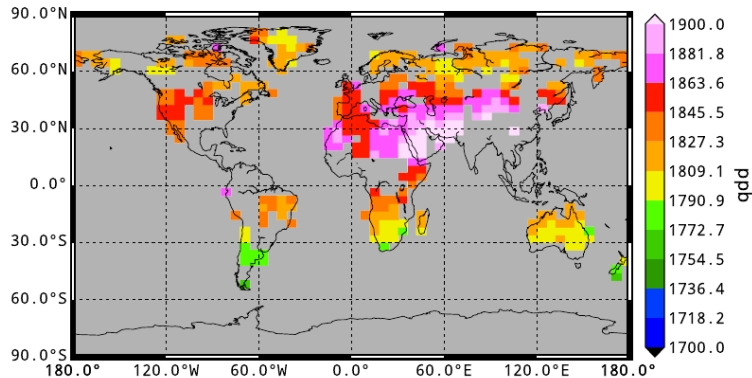 90.0°N
60.0°N
30.0°N
0.0°
30.0°S
60.0°S
90.0°S
180.0°
120.0°W
60.0°W
0.0°
60.0°E
120.0°E
180.0°
1900.0
1881.8
1863.6
1845.5
1827.3
1809.1
1790.9
1772.7
1754.5
1736.4
1718.2
1700.0
ppb